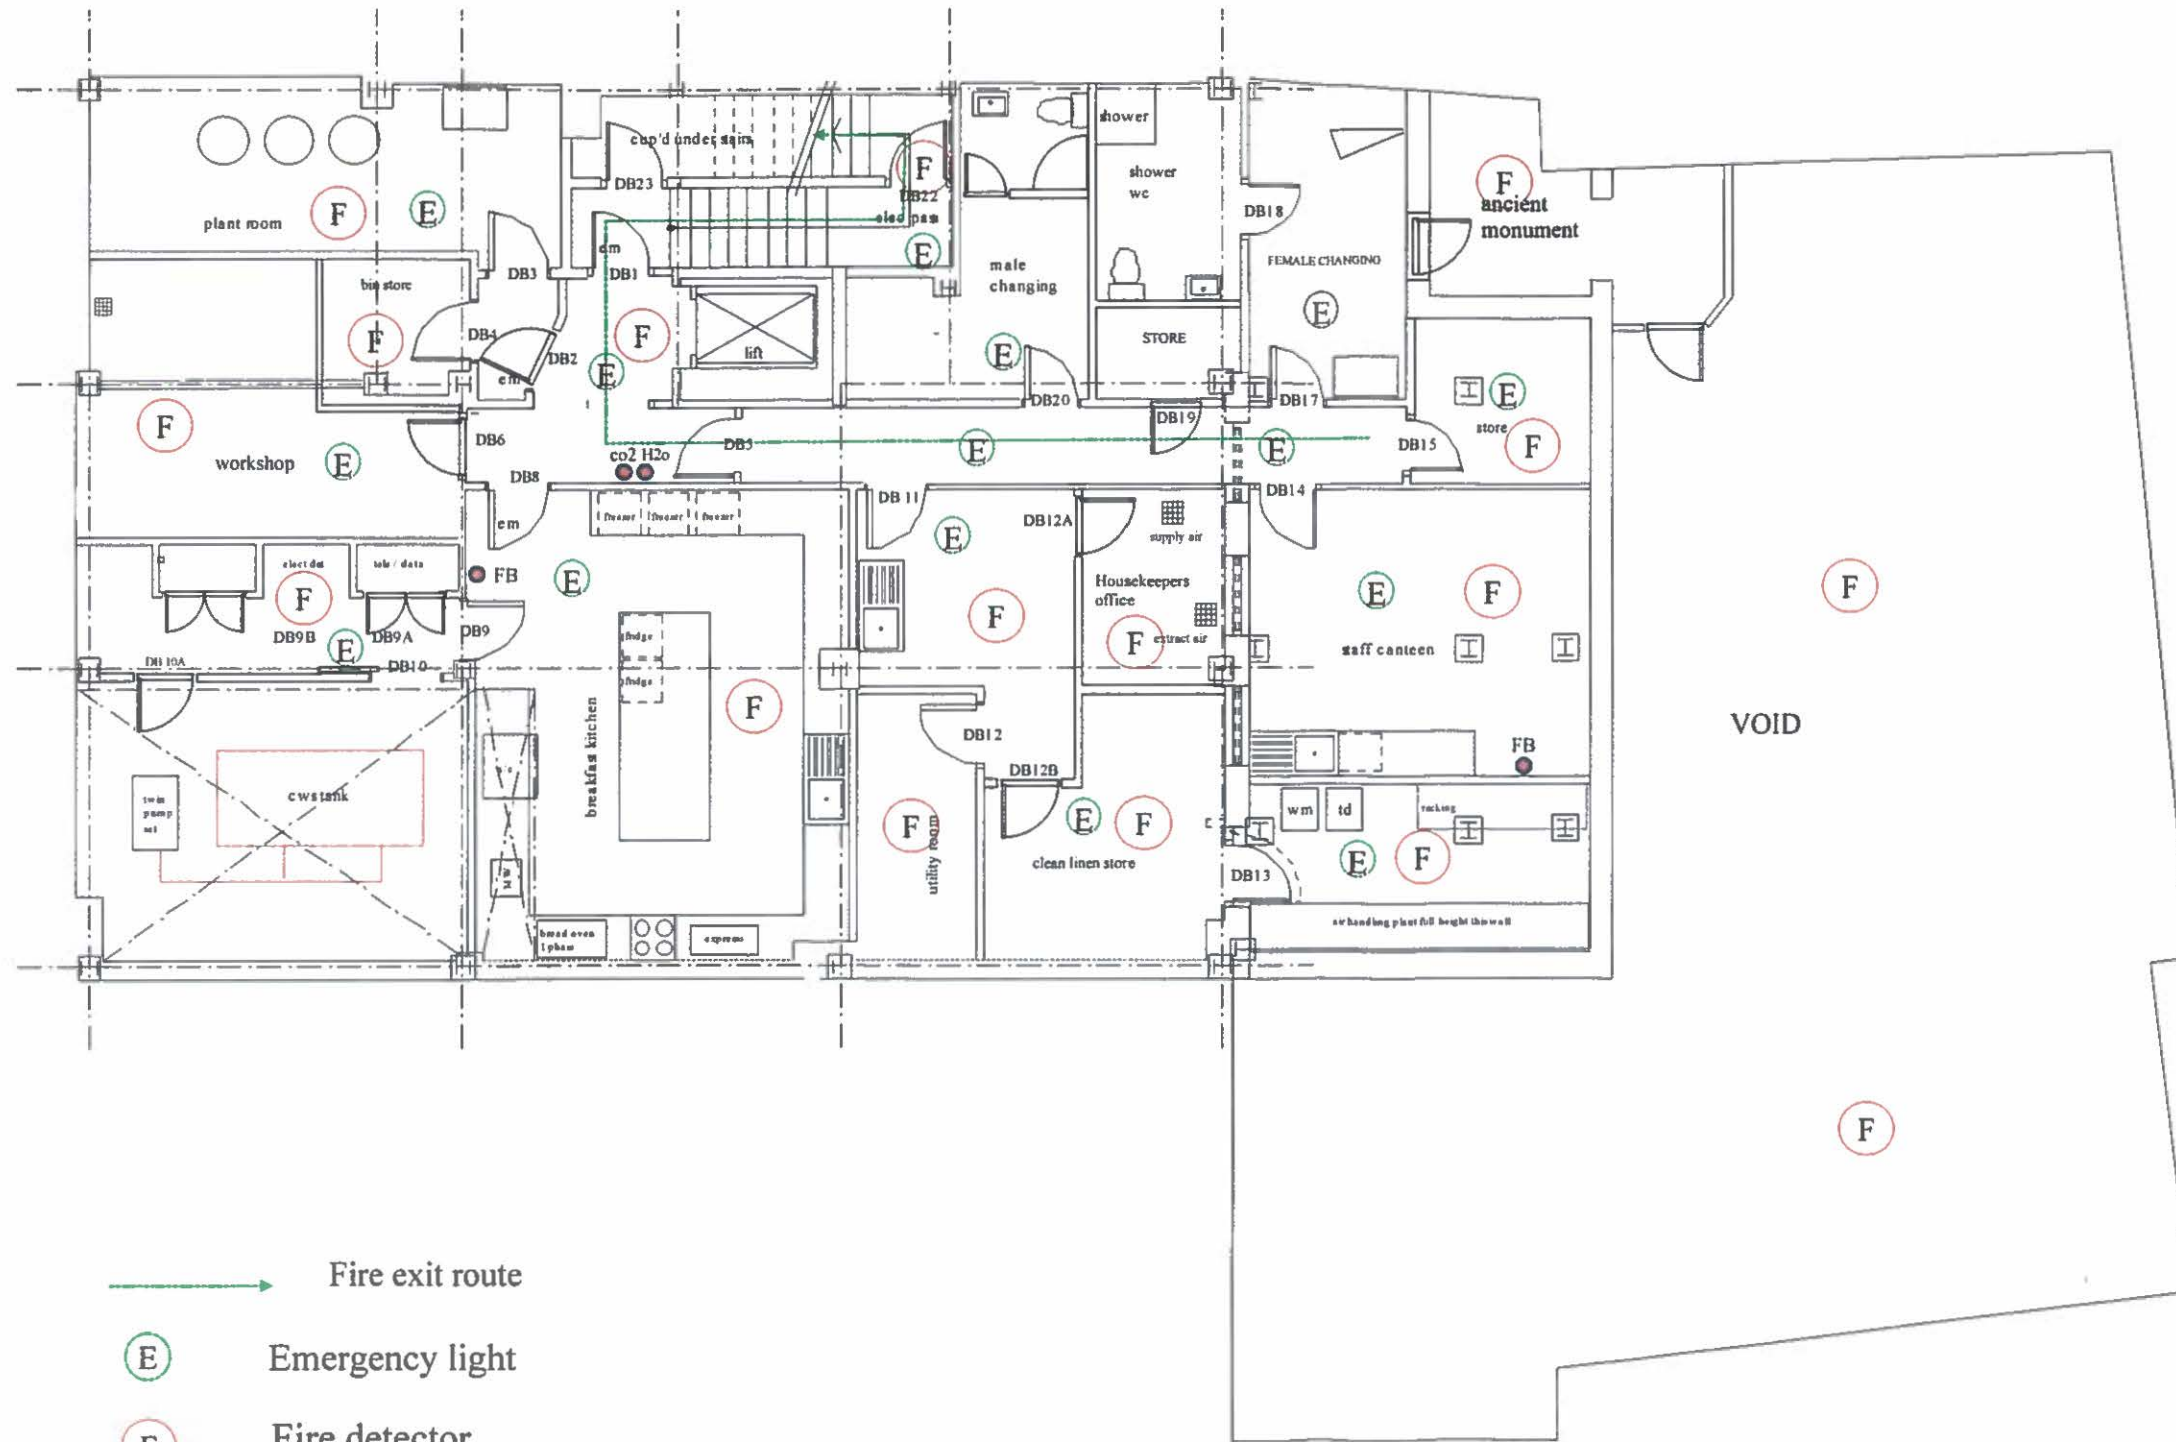 cup'd under stairs
shower
F
DB23
shower
wc
F
ancient
monument
F
E
DB22
plant room
DB18
elec
E
em
DB1
DB3
male
changing
FEMALE CHANGING
bin store
E
F
DB4
F
STORE
E
lift
DB2
E
em
E
DB20
DB17
F
DB19
store
F
DB6
DB5
E
E
DB15
workshop
E
co2 H2o
DB8
DB14
DB 11
freezer
freezer
freezer
em
DB12A
E
supply air
elect dist
tele / data
FB
E
Housekeepers
office
E
F
F
F
F
fridge
DB9B
DB9A
DB9
F
extract air
E
staff canteen
DB 10A
DB10
fridge
breakfast kitchen
F
VOID
DB12
FB
DB12B
twin
pump
set
cws tank
wm
td
racking
F
utility room
E
F
E
F
clean linen store
DB13
MW
air handling plant full height this wall
bread oven
1 phase
express
F
Fire exit route
E
Emergency light
F
Fire detector